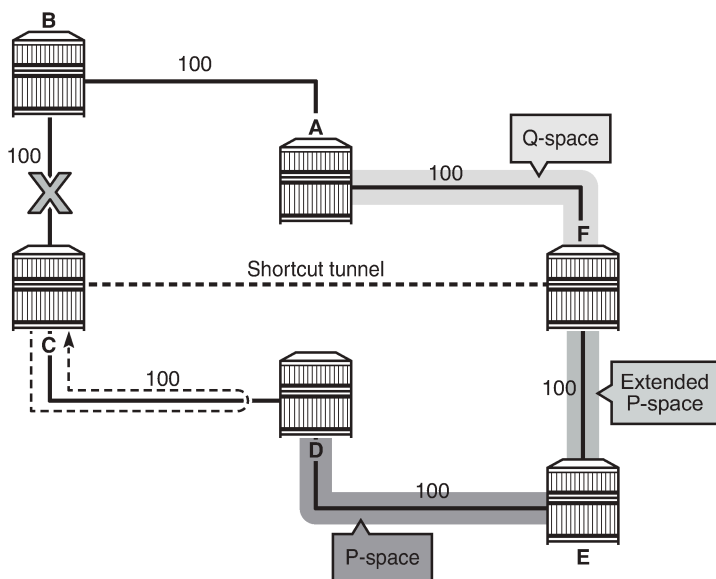 B
100
A
100
Q-space
100
F
Shortcut tunnel
C
100
100
Extended
P-space
D
100
P-space
E